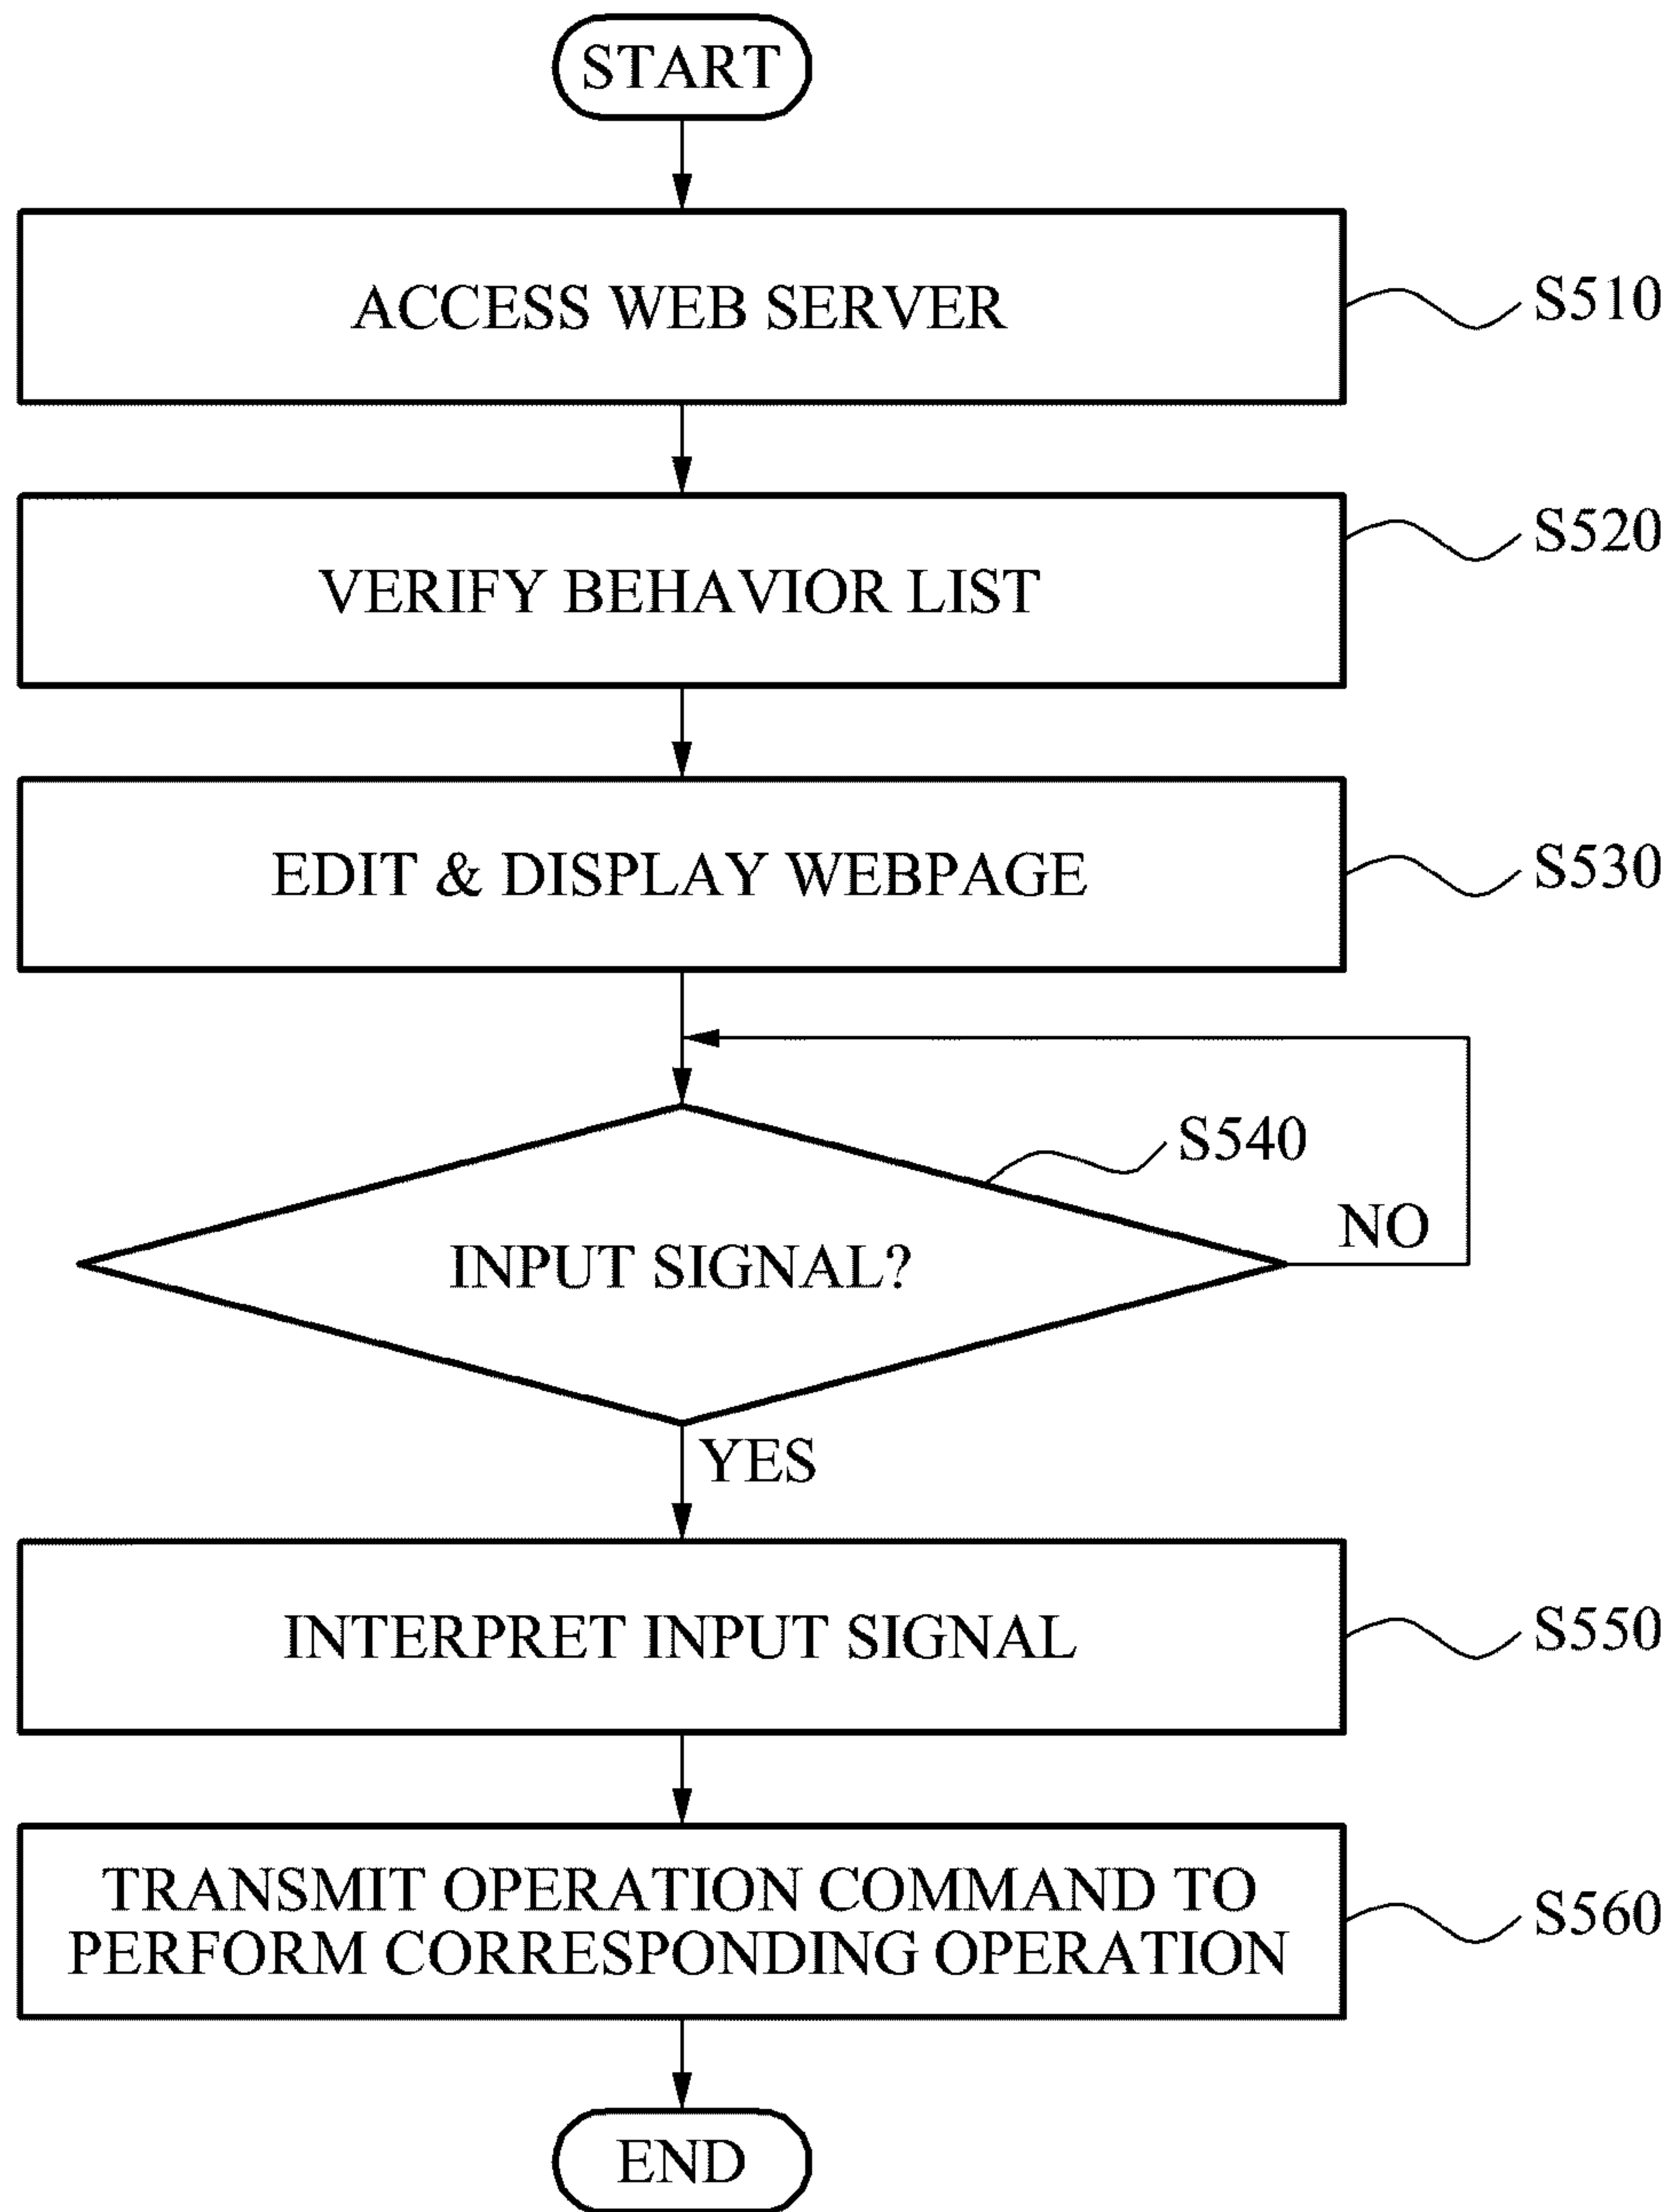 START
ACCESS WEB SERVER
S510
VERIFY BEHAVIOR LIST
S520
EDIT & DISPLAY WEBPAGE
S530
S540
INPUT SIGNAL?
NO
YES
INTERPRET INPUT SIGNAL
S550
TRANSMIT OPERATION COMMAND TO
PERFORM CORRESPONDING OPERATION
S560
END